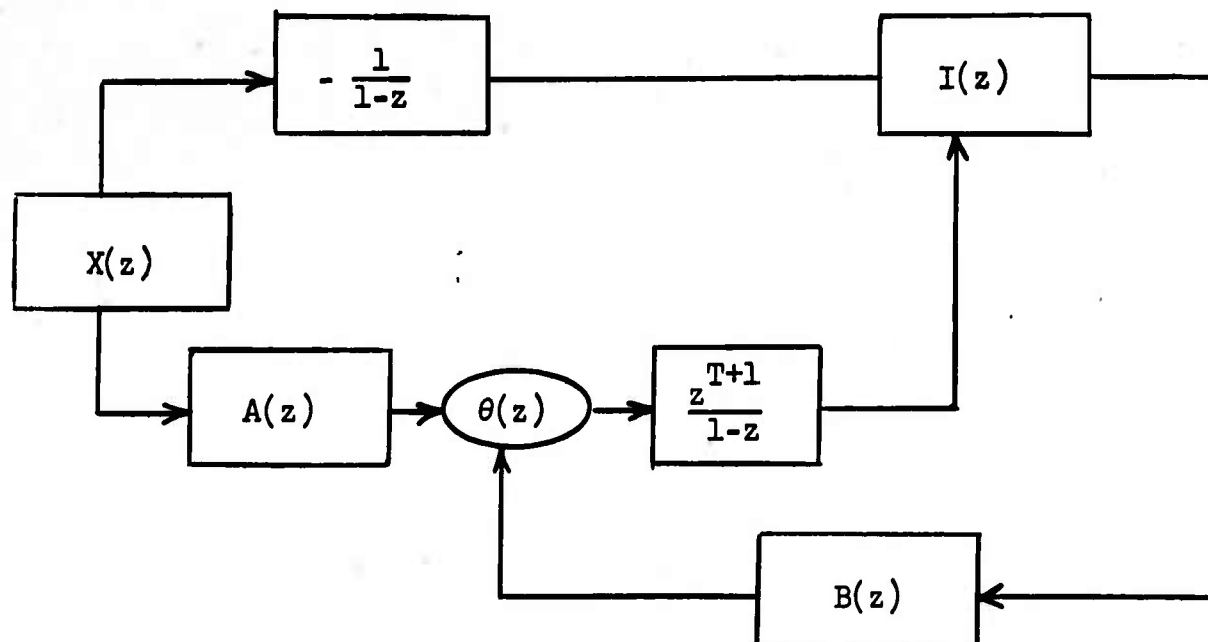 - 1/(1-z)
I(z)
X(z)
A(z)
θ(z)
z^(T+1)/(1-z)
B(z)